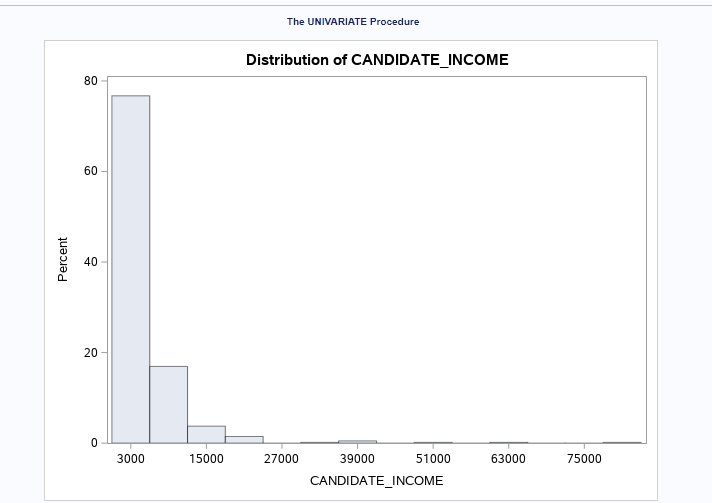 The UNIVARIATE Procedure
Distribution of CANDIDATE_INCOME
80
60
40
20
0
Percent
3000 15000 27000 39000 51000 63000 75000
CANDIDATE_INCOME